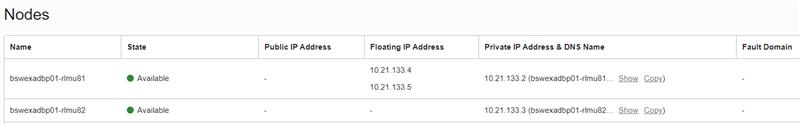 Nodes
Name State Public IP Address Floating IP Address Private IP Address & DNS Name Fault Domain
bswexadbp01-rlmu81 Available - 10.21.133.4 10.21.133.2 (bswexadbp01-rlmu81... Show Copy) -
10.21.133.5
bswexadbp01-rlmu82 Available - - 10.21.133.3 (bswexadbp01-rlmu82... Show Copy) -